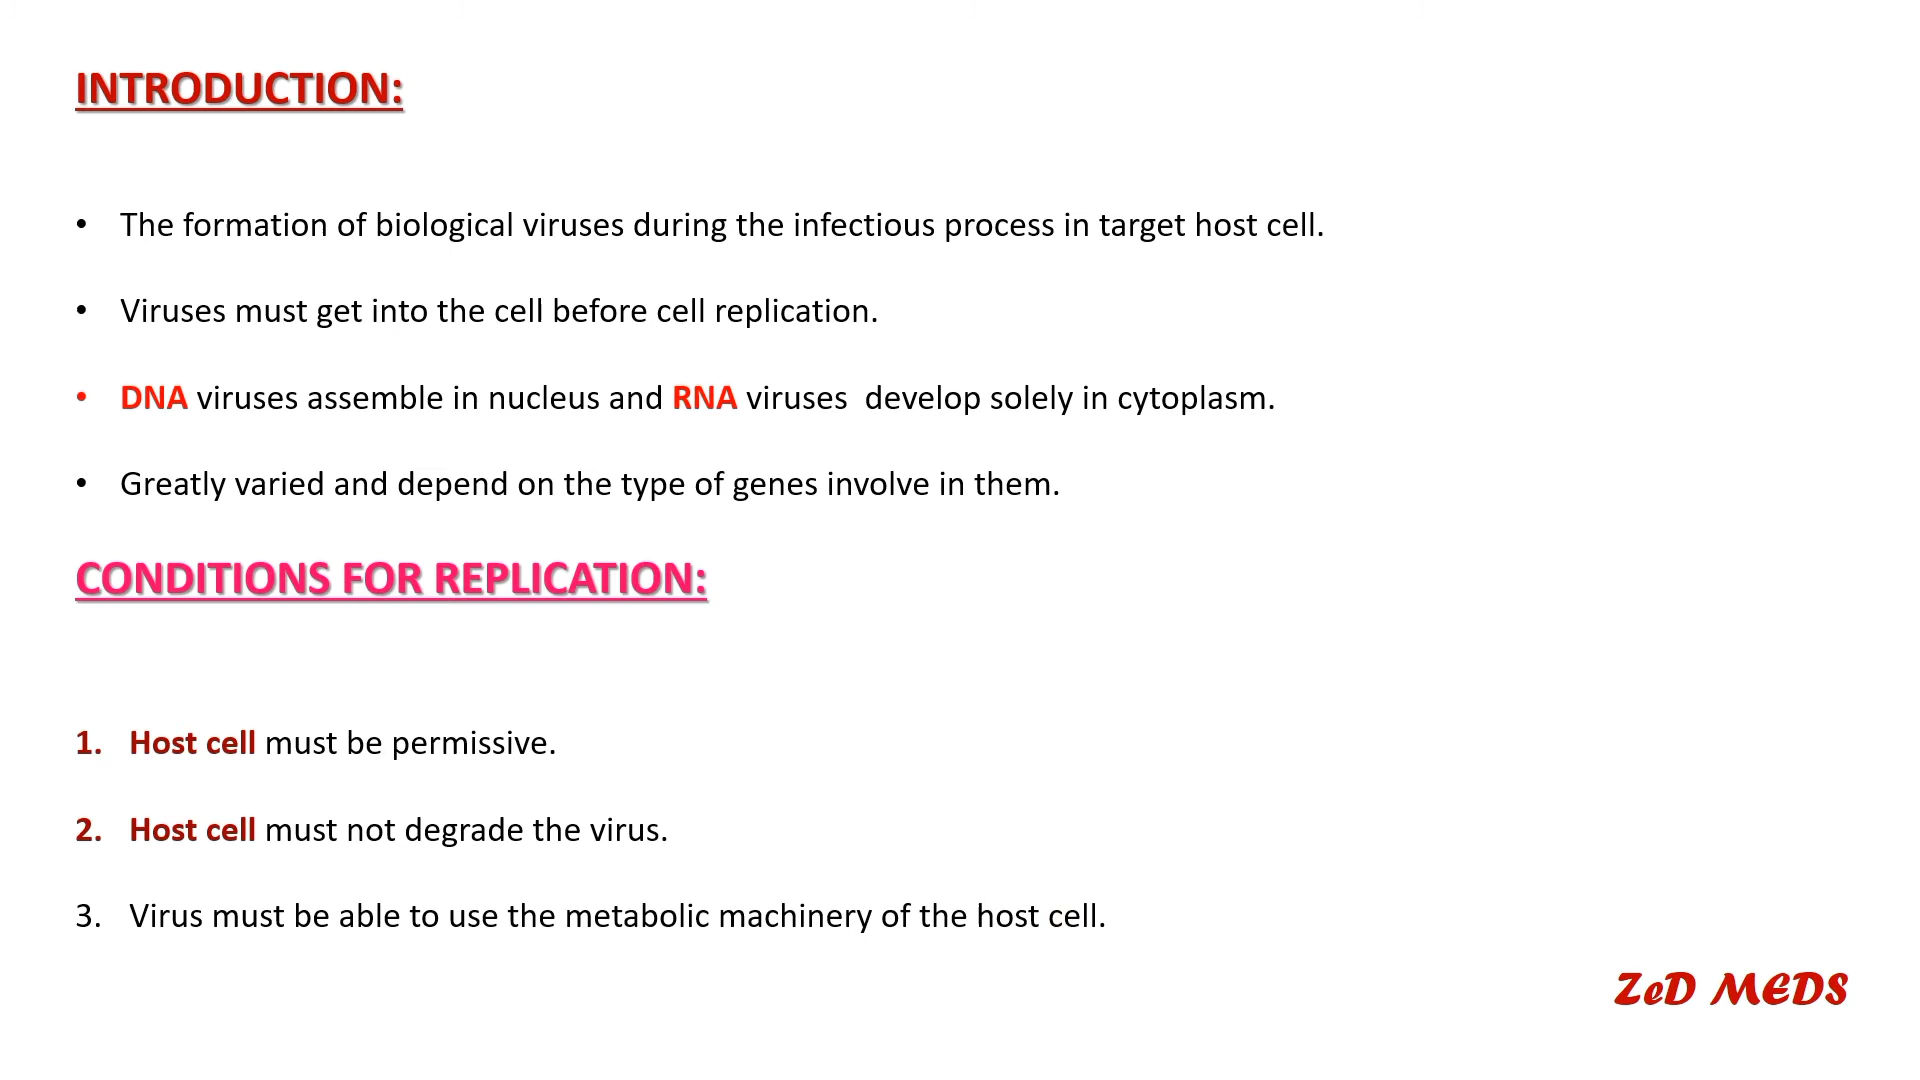 INTRODUCTION:
• The formation of biological viruses during the infectious process in target host cell.
• Viruses must get into the cell before cell replication.
• DNA viruses assemble in nucleus and RNA viruses  develop solely in cytoplasm.
• Greatly varied and depend on the type of genes involve in them.
CONDITIONS FOR REPLICATION:
1. Host cell must be permissive.
2. Host cell must not degrade the virus.
3. Virus must be able to use the metabolic machinery of the host cell.
ZeD MEDS